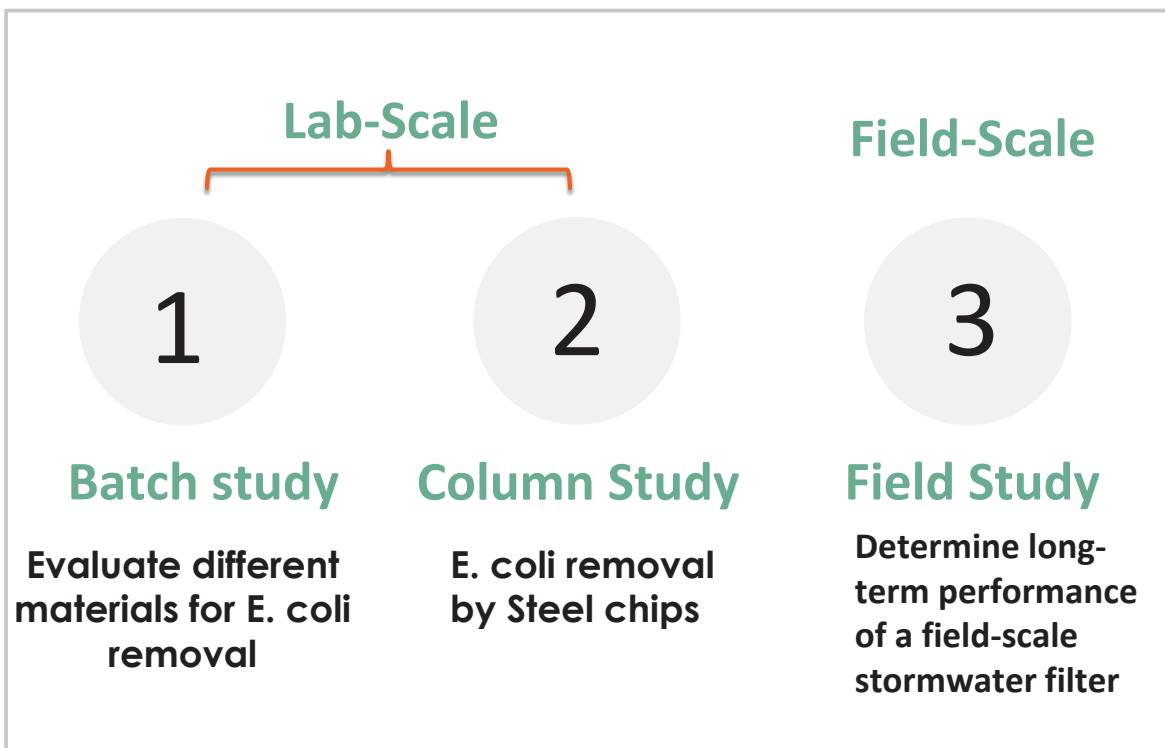 Lab-Scale
Field-Scale
1
2
3
Batch study
Column Study
Field Study
Evaluate different
materials for E. coli
removal
E. coli removal
by Steel chips
Determine long-
term performance
of a field-scale
stormwater filter